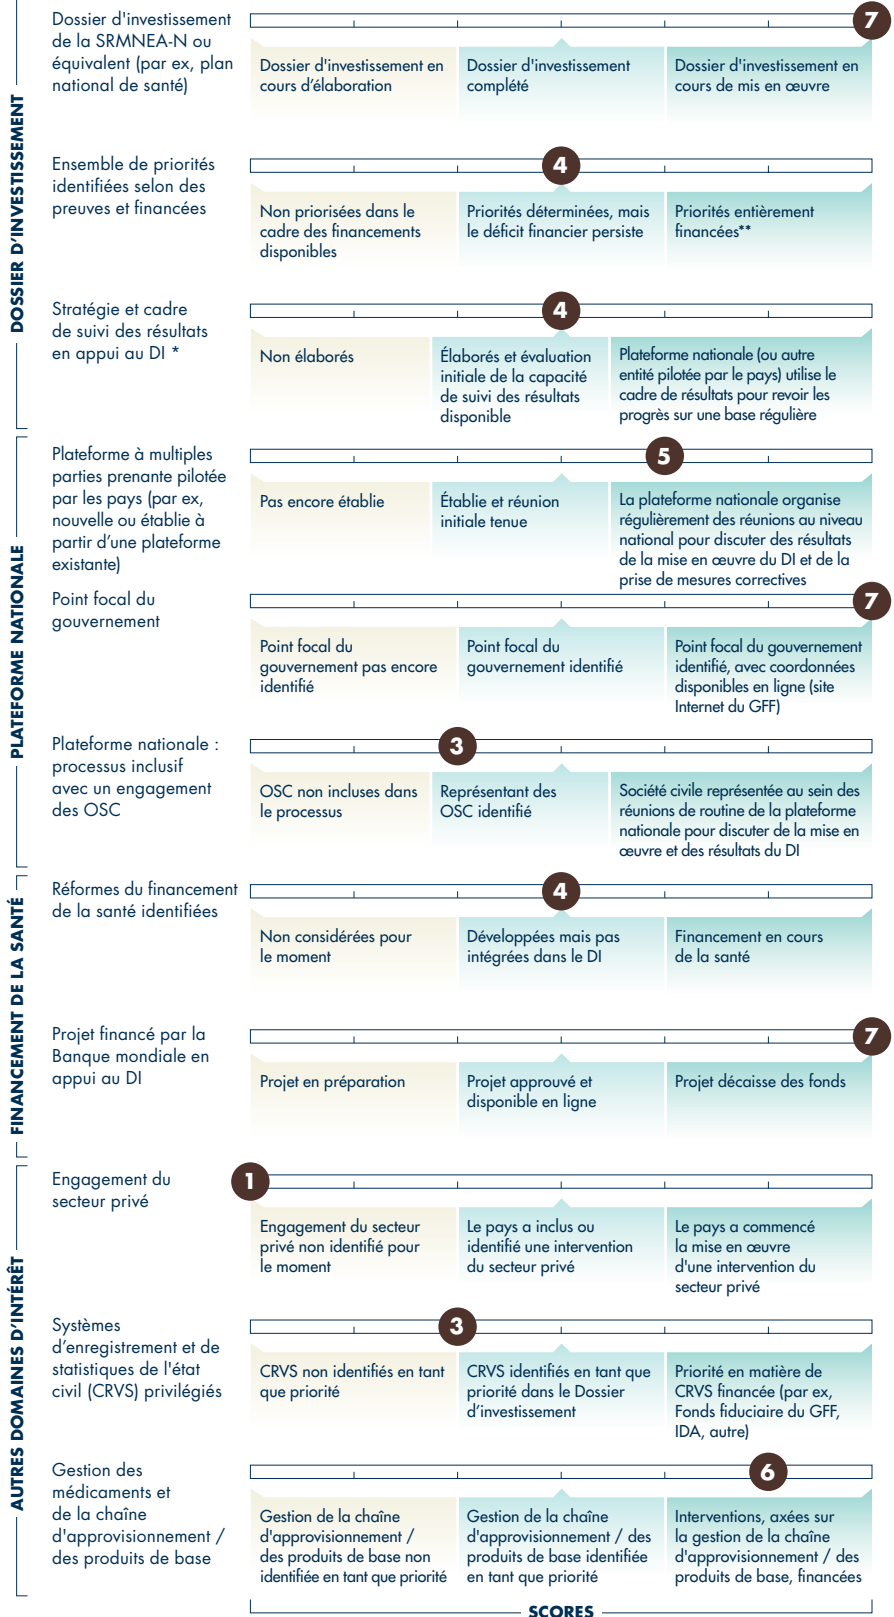 DOSSIER D'INVESTISSEMENT
Dossier d'investissement
de la SRMNEA-N ou
équivalent (par ex, plan
national de santé)
7
Dossier d'investissement en
cours d’élaboration
Dossier d'investissement
complété
Dossier d'investissement en
cours de mis en œuvre
Ensemble de priorités
identifiées selon des
preuves et financées
4
Non priorisées dans le
cadre des financements
disponibles
Priorités déterminées, mais
le déficit financier persiste
Priorités entièrement
financées**
Stratégie et cadre
de suivi des résultats
en appui au DI *
4
Non élaborés
Élaborés et évaluation
initiale de la capacité
de suivi des résultats
disponible
Plateforme nationale (ou autre
entité pilotée par le pays) utilise le
cadre de résultats pour revoir les
progrès sur une base régulière
PLATEFORME NATIONALE
Plateforme à multiples
parties prenante pilotée
par les pays (par ex,
nouvelle ou établie à
partir d’une plateforme
existante)
5
Pas encore établie
Établie et réunion
initiale tenue
La plateforme nationale organise
régulièrement des réunions au niveau
national pour discuter des résultats
de la mise en œuvre du DI et de la
prise de mesures correctives
Point focal du
gouvernement
7
Point focal du
gouvernement pas encore
identifié
Point focal du
gouvernement identifié
Point focal du gouvernement
identifié, avec coordonnées
disponibles en ligne (site
Internet du GFF)
Plateforme nationale :
processus inclusif
avec un engagement
des OSC
3
OSC non incluses dans
le processus
Représentant des
OSC identifié
Société civile représentée au sein des
réunions de routine de la plateforme
nationale pour discuter de la mise en
œuvre et des résultats du DI
FINANCEMENT DE LA SANTÉ
Réformes du financement
de la santé identifiées
4
Non considérées pour
le moment
Développées mais pas
intégrées dans le DI
Financement en cours
de la santé
Projet financé par la
Banque mondiale en
appui au DI
7
Projet en préparation
Projet approuvé et
disponible en ligne
Projet décaisse des fonds
AUTRES DOMAINES D’INTÉRÊT
Engagement du
secteur privé
1
Engagement du secteur
privé non identifié pour
le moment
Le pays a inclus ou
identifié une intervention
du secteur privé
Le pays a commencé
la mise en œuvre
d'une intervention du
secteur privé
Systèmes
d’enregistrement et de
statistiques de l'état
civil (CRVS) privilégiés
3
CRVS non identifiés en tant
que priorité
CRVS identifiés en tant que
priorité dans le Dossier
d’investissement
Priorité en matière de
CRVS financée (par ex,
Fonds fiduciaire du GFF,
IDA, autre)
Gestion des
médicaments et
de la chaîne
d'approvisionnement /
des produits de base
6
Gestion de la chaîne
d'approvisionnement /
des produits de base non
identifiée en tant que priorité
Gestion de la chaîne
d'approvisionnement / des
produits de base identifiée
en tant que priorité
Interventions, axées sur
la gestion de la chaîne
d'approvisionnement / des
produits de base, financées
SCORES